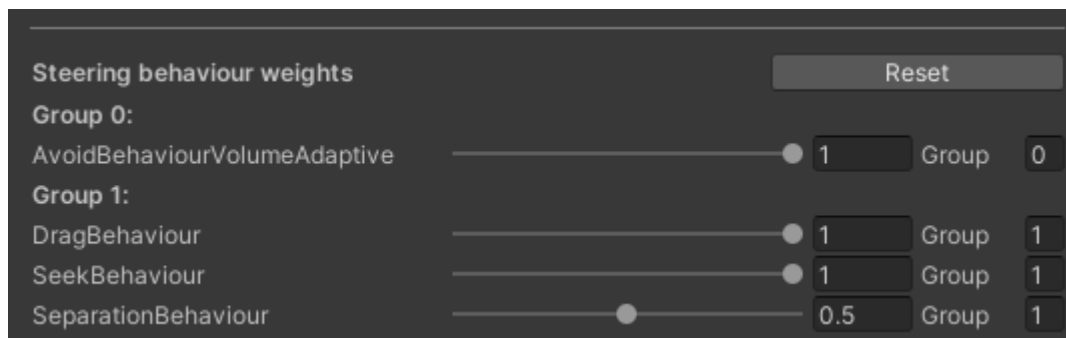 Steering behaviour weights Reset
Group 0:
AvoidBehaviourVolumeAdaptive 1 Group 0
Group 1:
DragBehaviour 1 Group 1
SeekBehaviour 1 Group 1
SeparationBehaviour 0.5 Group 1